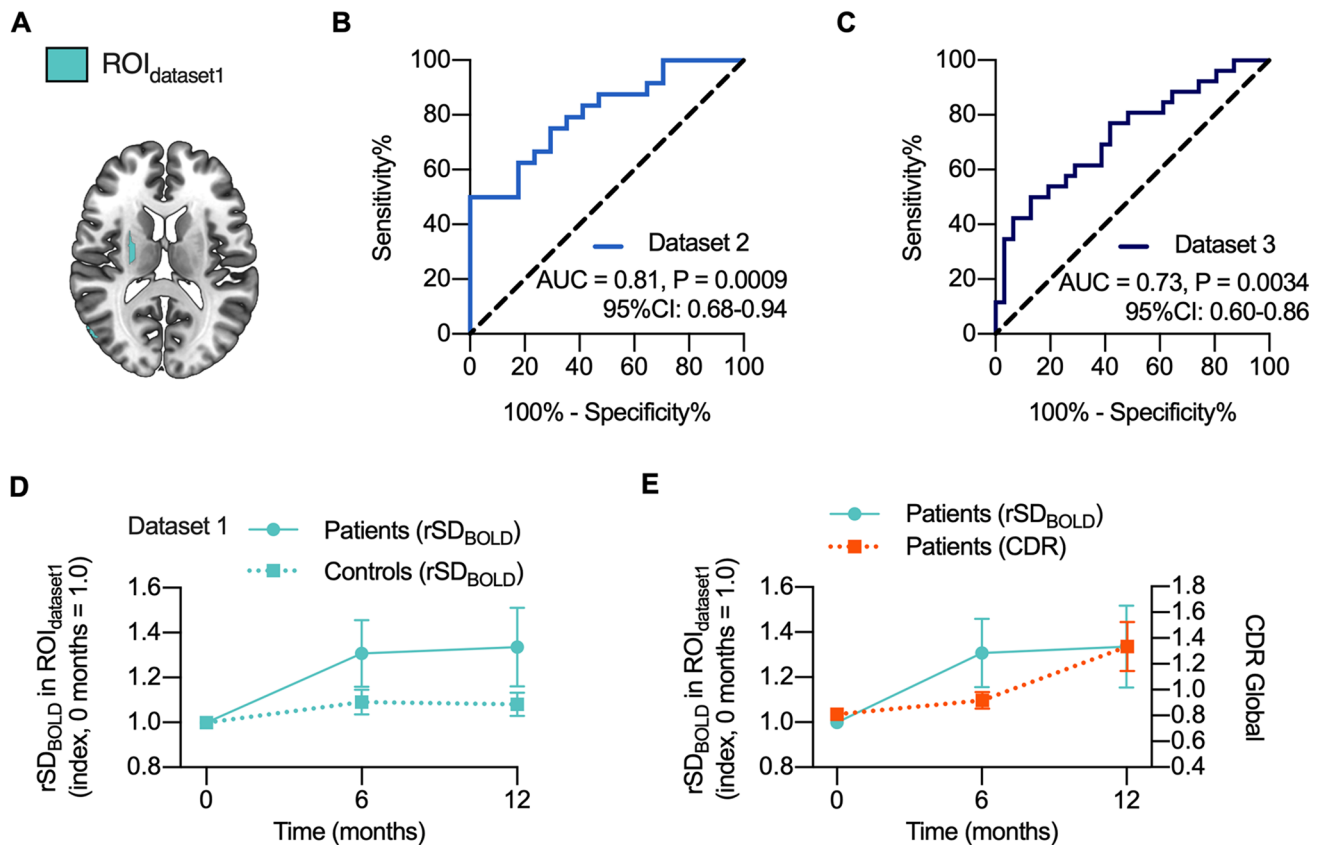 A
ROIdataset1
B
100
80
60
40
20
0
Sensitivity%
Dataset 2
AUC = 0.81, P = 0.0009
95%CI: 0.68-0.94
0 20 40 60 80 100
100% - Specificity%
C
100
80
60
40
20
0
Sensitivity%
Dataset 3
AUC = 0.73, P = 0.0034
95%CI: 0.60-0.86
0 20 40 60 80 100
100% - Specificity%
D
Dataset 1
Patients (rSDBOLD)
Controls (rSDBOLD)
rSDBOLD in ROIdataset1
(index, 0 months = 1.0)
1.6
1.4
1.2
1.0
0.8
0 6 12
Time (months)
E
Patients (rSDBOLD)
Patients (CDR)
rSDBOLD in ROIdataset1
(index, 0 months = 1.0)
1.6
1.4
1.2
1.0
0.8
1.8
1.6
1.4
1.2
1.0
0.8
0.6
0.4
CDR Global
0 6 12
Time (months)